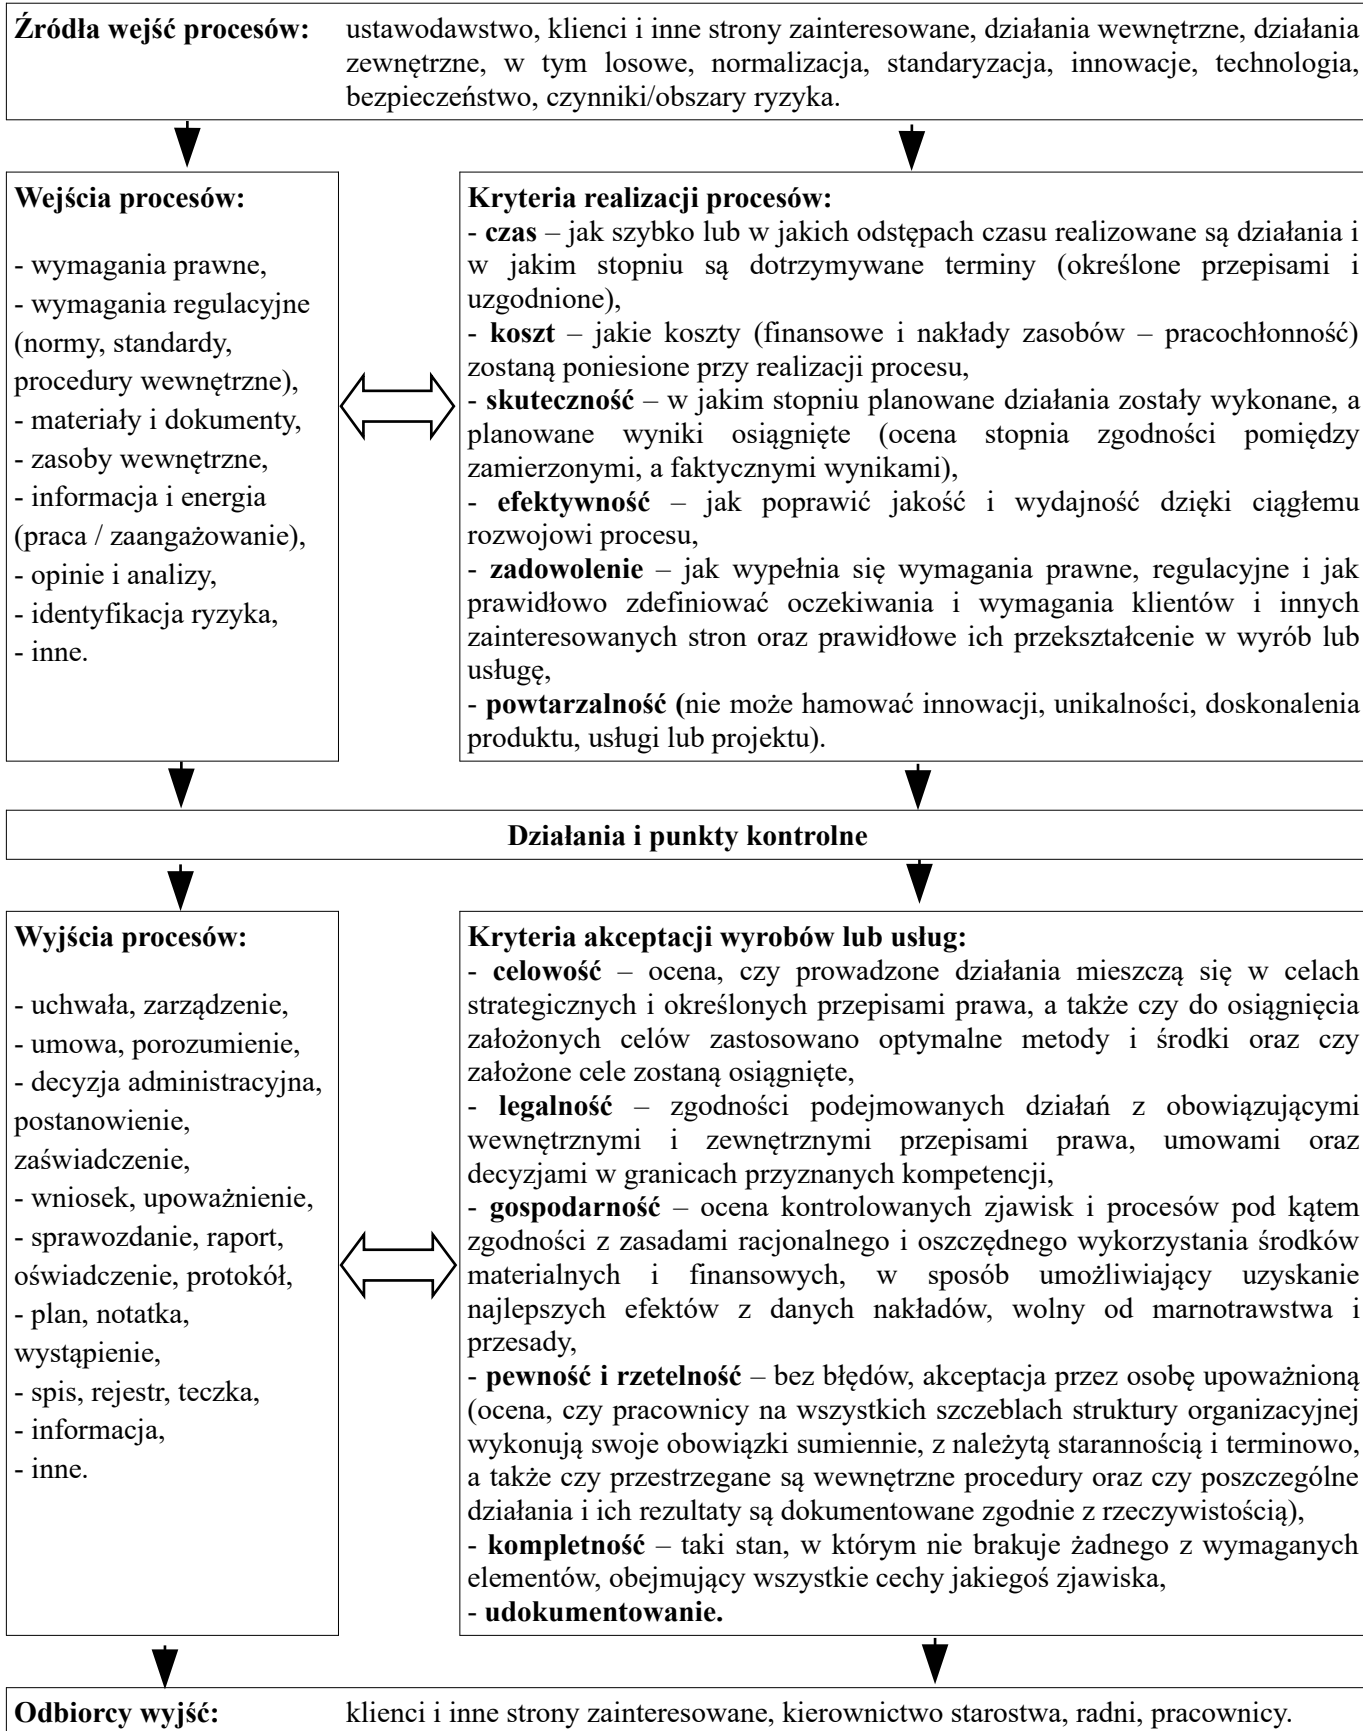 Źródła wejść procesów: ustawodawstwo, klienci i inne strony zainteresowane, działania wewnętrzne, działania
zewnętrzne, w tym losowe, normalizacja, standaryzacja, innowacje, technologia,
bezpieczeństwo, czynniki/obszary ryzyka.
Wejścia procesów:
- wymagania prawne,
- wymagania regulacyjne
(normy, standardy,
procedury wewnętrzne),
- materiały i dokumenty,
- zasoby wewnętrzne,
- informacja i energia
(praca / zaangażowanie),
- opinie i analizy,
- identyfikacja ryzyka,
- inne.
Kryteria realizacji procesów:
- czas – jak szybko lub w jakich odstępach czasu realizowane są działania i
w jakim stopniu są dotrzymywane terminy (określone przepisami i
uzgodnione),
- koszt – jakie koszty (finansowe i nakłady zasobów – pracochłonność)
zostaną poniesione przy realizacji procesu,
- skuteczność – w jakim stopniu planowane działania zostały wykonane, a
planowane wyniki osiągnięte (ocena stopnia zgodności pomiędzy
zamierzonymi, a faktycznymi wynikami),
- efektywność – jak poprawić jakość i wydajność dzięki ciągłemu
rozwojowi procesu,
- zadowolenie – jak wypełnia się wymagania prawne, regulacyjne i jak
prawidłowo zdefiniować oczekiwania i wymagania klientów i innych
zainteresowanych stron oraz prawidłowe ich przekształcenie w wyrób lub
usługę,
- powtarzalność (nie może hamować innowacji, unikalności, doskonalenia
produktu, usługi lub projektu).
Działania i punkty kontrolne
Wyjścia procesów:
- uchwała, zarządzenie,
- umowa, porozumienie,
- decyzja administracyjna,
postanowienie,
zaświadczenie,
- wniosek, upoważnienie,
- sprawozdanie, raport,
oświadczenie, protokół,
- plan, notatka,
wystąpienie,
- spis, rejestr, teczka,
- informacja,
- inne.
Kryteria akceptacji wyrobów lub usług:
- celowość – ocena, czy prowadzone działania mieszczą się w celach
strategicznych i określonych przepisami prawa, a także czy do osiągnięcia
założonych celów zastosowano optymalne metody i środki oraz czy
założone cele zostaną osiągnięte,
- legalność – zgodności podejmowanych działań z obowiązującymi
wewnętrznymi i zewnętrznymi przepisami prawa, umowami oraz
decyzjami w granicach przyznanych kompetencji,
- gospodarność – ocena kontrolowanych zjawisk i procesów pod kątem
zgodności z zasadami racjonalnego i oszczędnego wykorzystania środków
materialnych i finansowych, w sposób umożliwiający uzyskanie
najlepszych efektów z danych nakładów, wolny od marnotrawstwa i
przesady,
- pewność i rzetelność – bez błędów, akceptacja przez osobę upoważnioną
(ocena, czy pracownicy na wszystkich szczeblach struktury organizacyjnej
wykonują swoje obowiązki sumiennie, z należytą starannością i terminowo,
a także czy przestrzegane są wewnętrzne procedury oraz czy poszczególne
działania i ich rezultaty są dokumentowane zgodnie z rzeczywistością),
- kompletność – taki stan, w którym nie brakuje żadnego z wymaganych
elementów, obejmujący wszystkie cechy jakiegoś zjawiska,
- udokumentowanie.
Odbiorcy wyjść: klienci i inne strony zainteresowane, kierownictwo starostwa, radni, pracownicy.